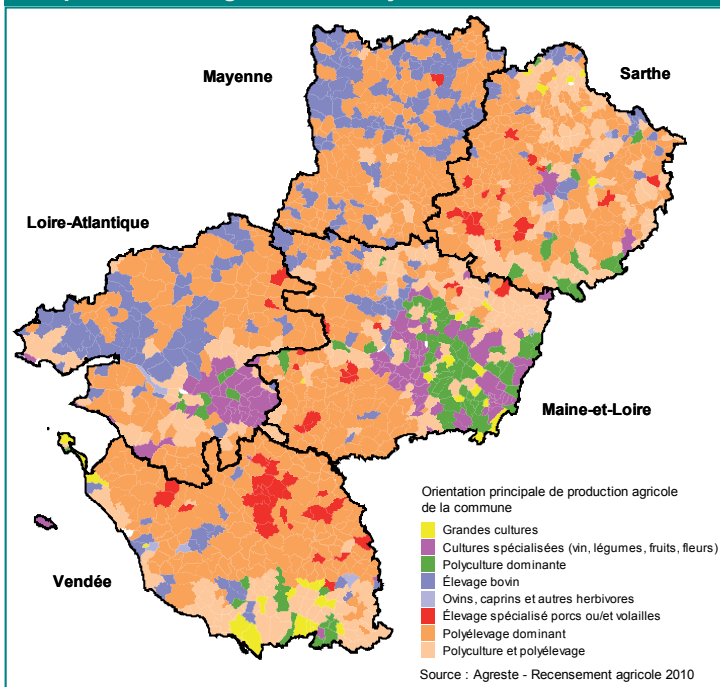 Mayenne
Sarthe
Loire-Atlantique
Maine-et-Loire
Vendée
Orientation principale de production agricole
de la commune
Grandes cultures
Cultures spécialisées (vin, légumes, fruits, fleurs)
Polyculture dominante
Élevage bovin
Ovins, caprins et autres herbivores
Élevage spécialisé porcs ou/et volailles
Polyélevage dominant
Polyculture et polyélevage
Source : Agreste - Recensement agricole 2010